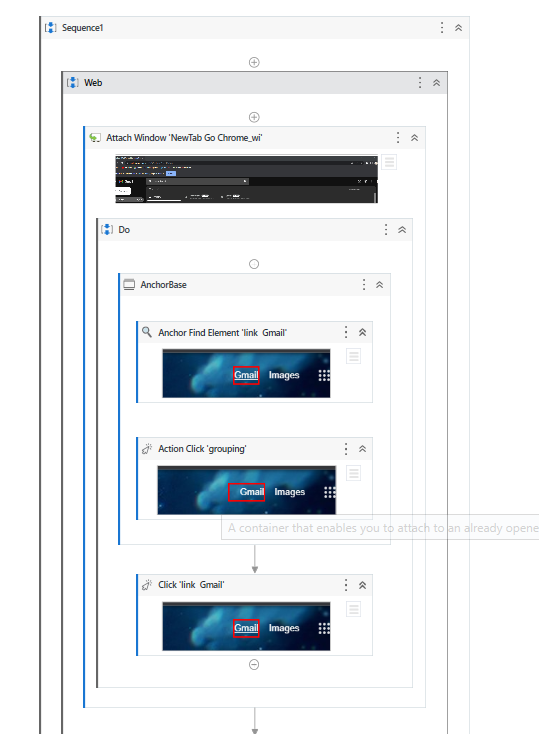 Sequence1
Web
Attach Window 'NewTab Go Chrome_wi'
Do
AnchorBase
Anchor Find Element 'link Gmail'
Gmail Images
Action Click 'grouping'
Gmail Images
A container that enables you to attach to an already opene
Click 'link Gmail'
Gmail Images